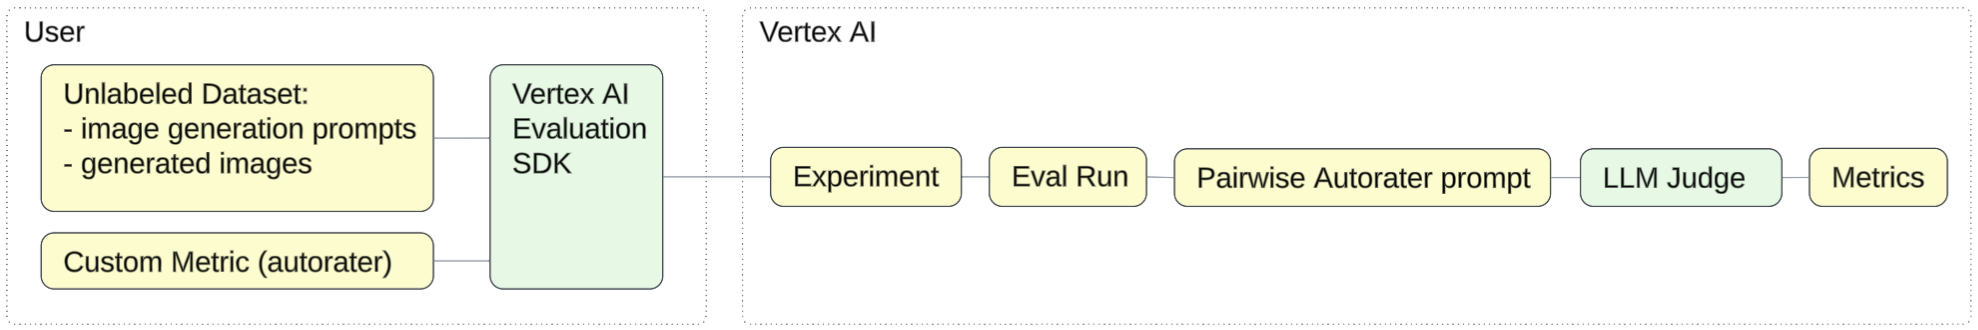 User
Unlabeled Dataset:
- image generation prompts
- generated images
Custom Metric (autorater)
Vertex AI
Evaluation
SDK
Vertex AI
Experiment
Eval Run
Pairwise Autorater prompt
LLM Judge
Metrics